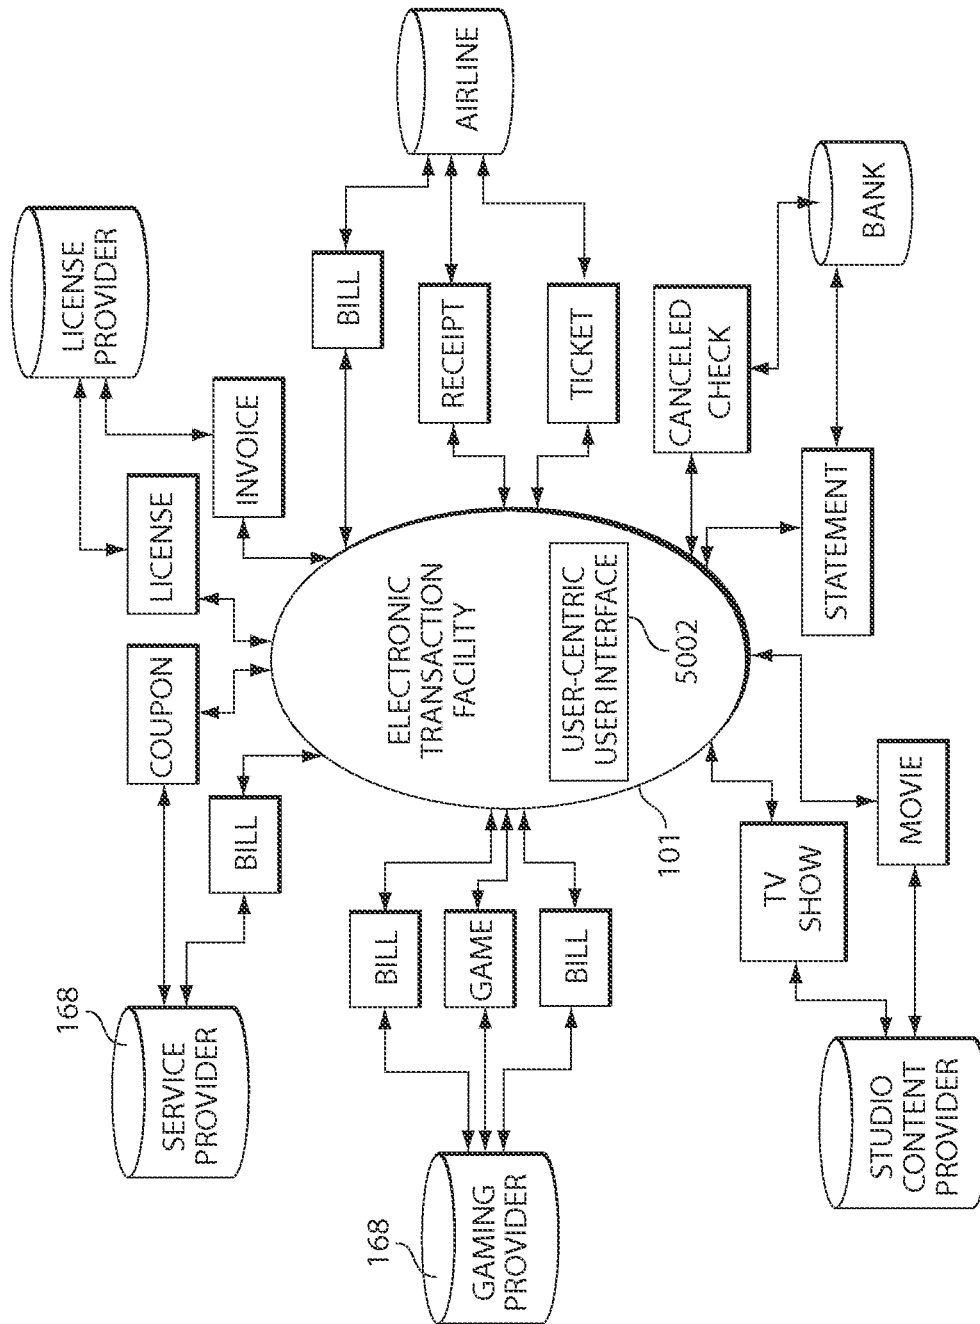 168
SERVICE
PROVIDER
COUPON
LICENSE
LICENSE
PROVIDER
BILL
INVOICE
BILL
168
GAMING
PROVIDER
BILL
GAME
BILL
ELECTRONIC
TRANSACTION
FACILITY
USER-CENTRIC
USER INTERFACE
5002
101
RECEIPT
TICKET
AIRLINE
CANCELED
CHECK
BANK
STATEMENT
TV
SHOW
MOVIE
STUDIO
CONTENT
PROVIDER